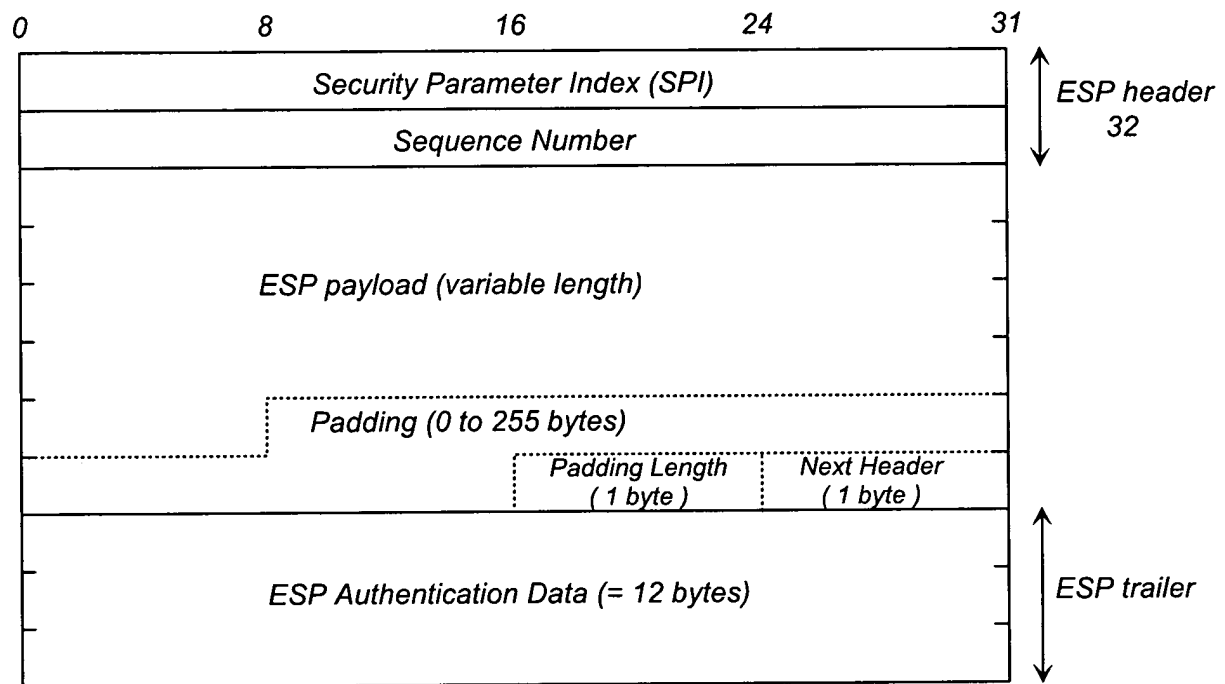 0 8 16 24 31
Security Parameter Index (SPI)
ESP header
32
Sequence Number
ESP payload (variable length)
Padding (0 to 255 bytes)
Padding Length
( 1 byte )
Next Header
( 1 byte )
ESP Authentication Data (= 12 bytes)
ESP trailer